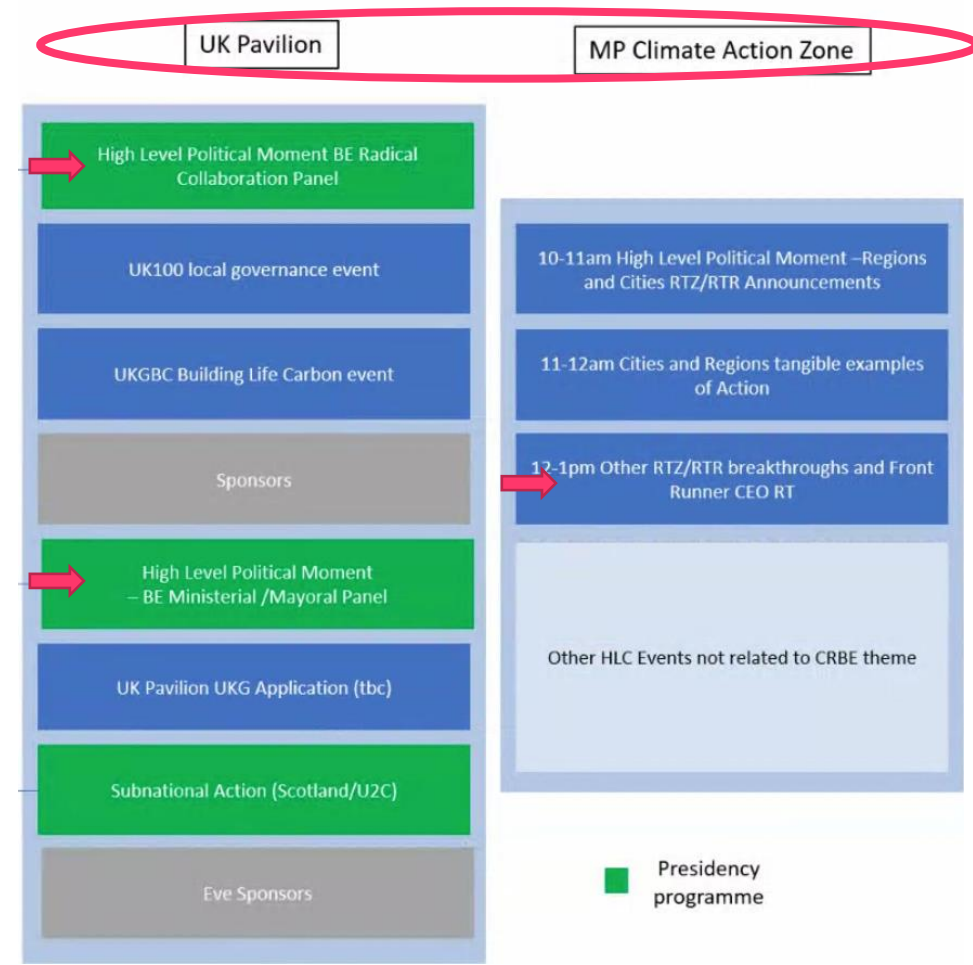 UK Pavilion
MP Climate Action Zone
High Level Political Moment BE Radical
Collaboration Panel
UK100 local governance event
UKGBC Building Life Carbon event
Sponsors
High Level Political Moment
– BE Ministerial /Mayoral Panel
UK Pavilion UKG Application (tbc)
Subnational Action (Scotland/U2C)
Eve Sponsors
10-11am High Level Political Moment –Regions
and Cities RTZ/RTR Announcements
11-12am Cities and Regions tangible examples
of Action
12-1pm Other RTZ/RTR breakthroughs and Front
Runner CEO RT
Other HLC Events not related to CRBE theme
Presidency
programme